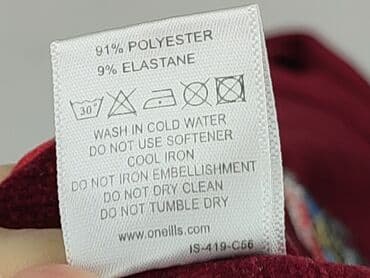 91% POLYESTER
9% ELASTANE
30°
WASH IN COLD WATER
DO NOT USE SOFTENER
COOL IRON
DO NOT IRON EMBELLISHMENT
DO NOT DRY CLEAN
DO NOT TUMBLE DRY
www.oneills.com
IS-419-C56